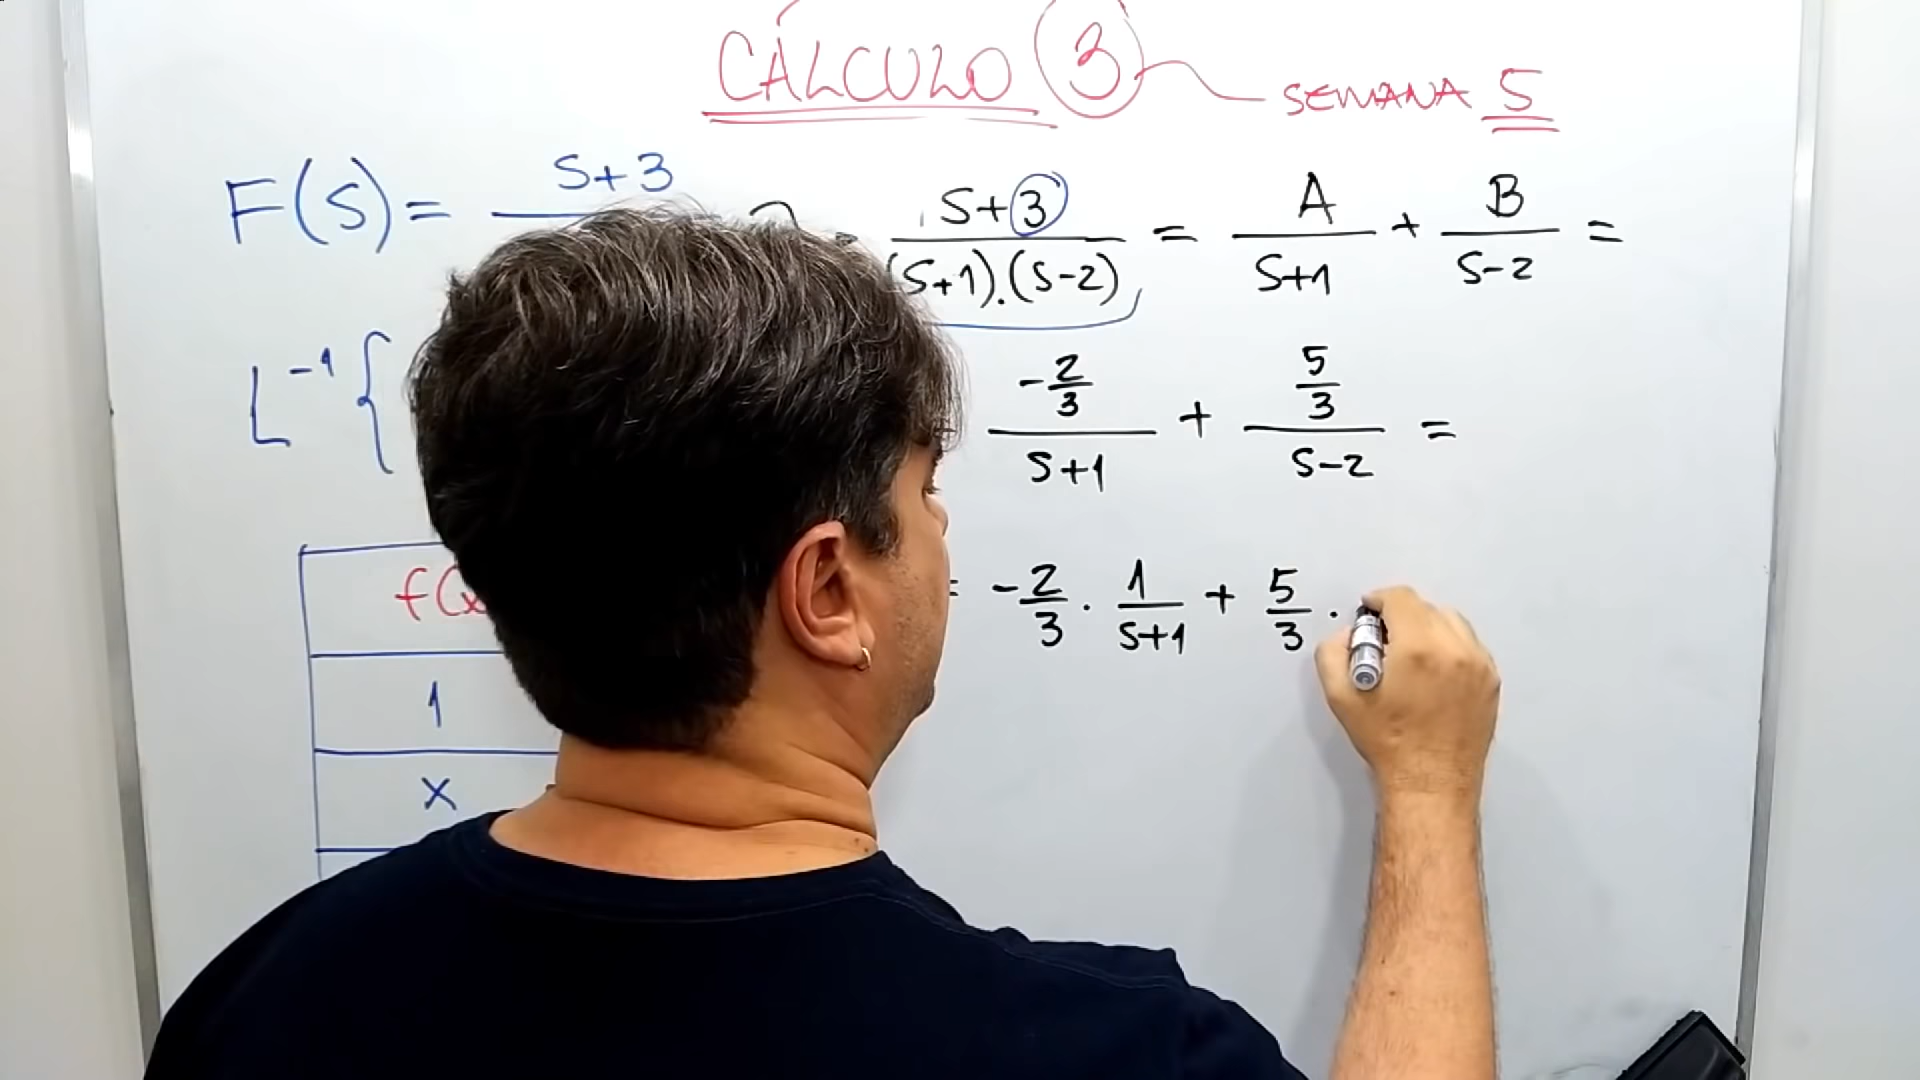 CÁLCULO 3 SEMANA 5
F(S) = S+3
S+3 / (S+1).(S-2) = A / S+1 + B / S-2 =
L⁻¹ {
-2/3 / S+1 + 5/3 / S-2 =
= -2/3 . 1/S+1 + 5/3 .
f(x
1
x